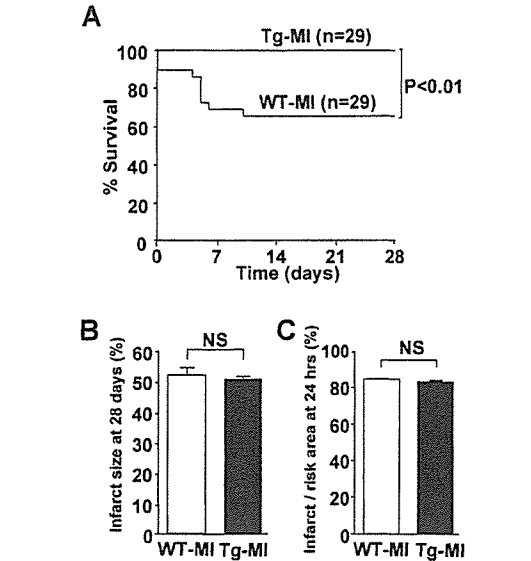 A
Tg-MI (n=29)
WT-MI (n=29)
P<0.01
% Survival
100
80
60
40
20
0
0 7 14 21 28
Time (days)
B
NS
Infarct size at 28 days (%)
60
50
40
30
20
10
0
WT-MI Tg-MI
C
NS
Infarct / risk area at 24 hrs (%)
100
80
60
40
20
0
WT-MI Tg-MI